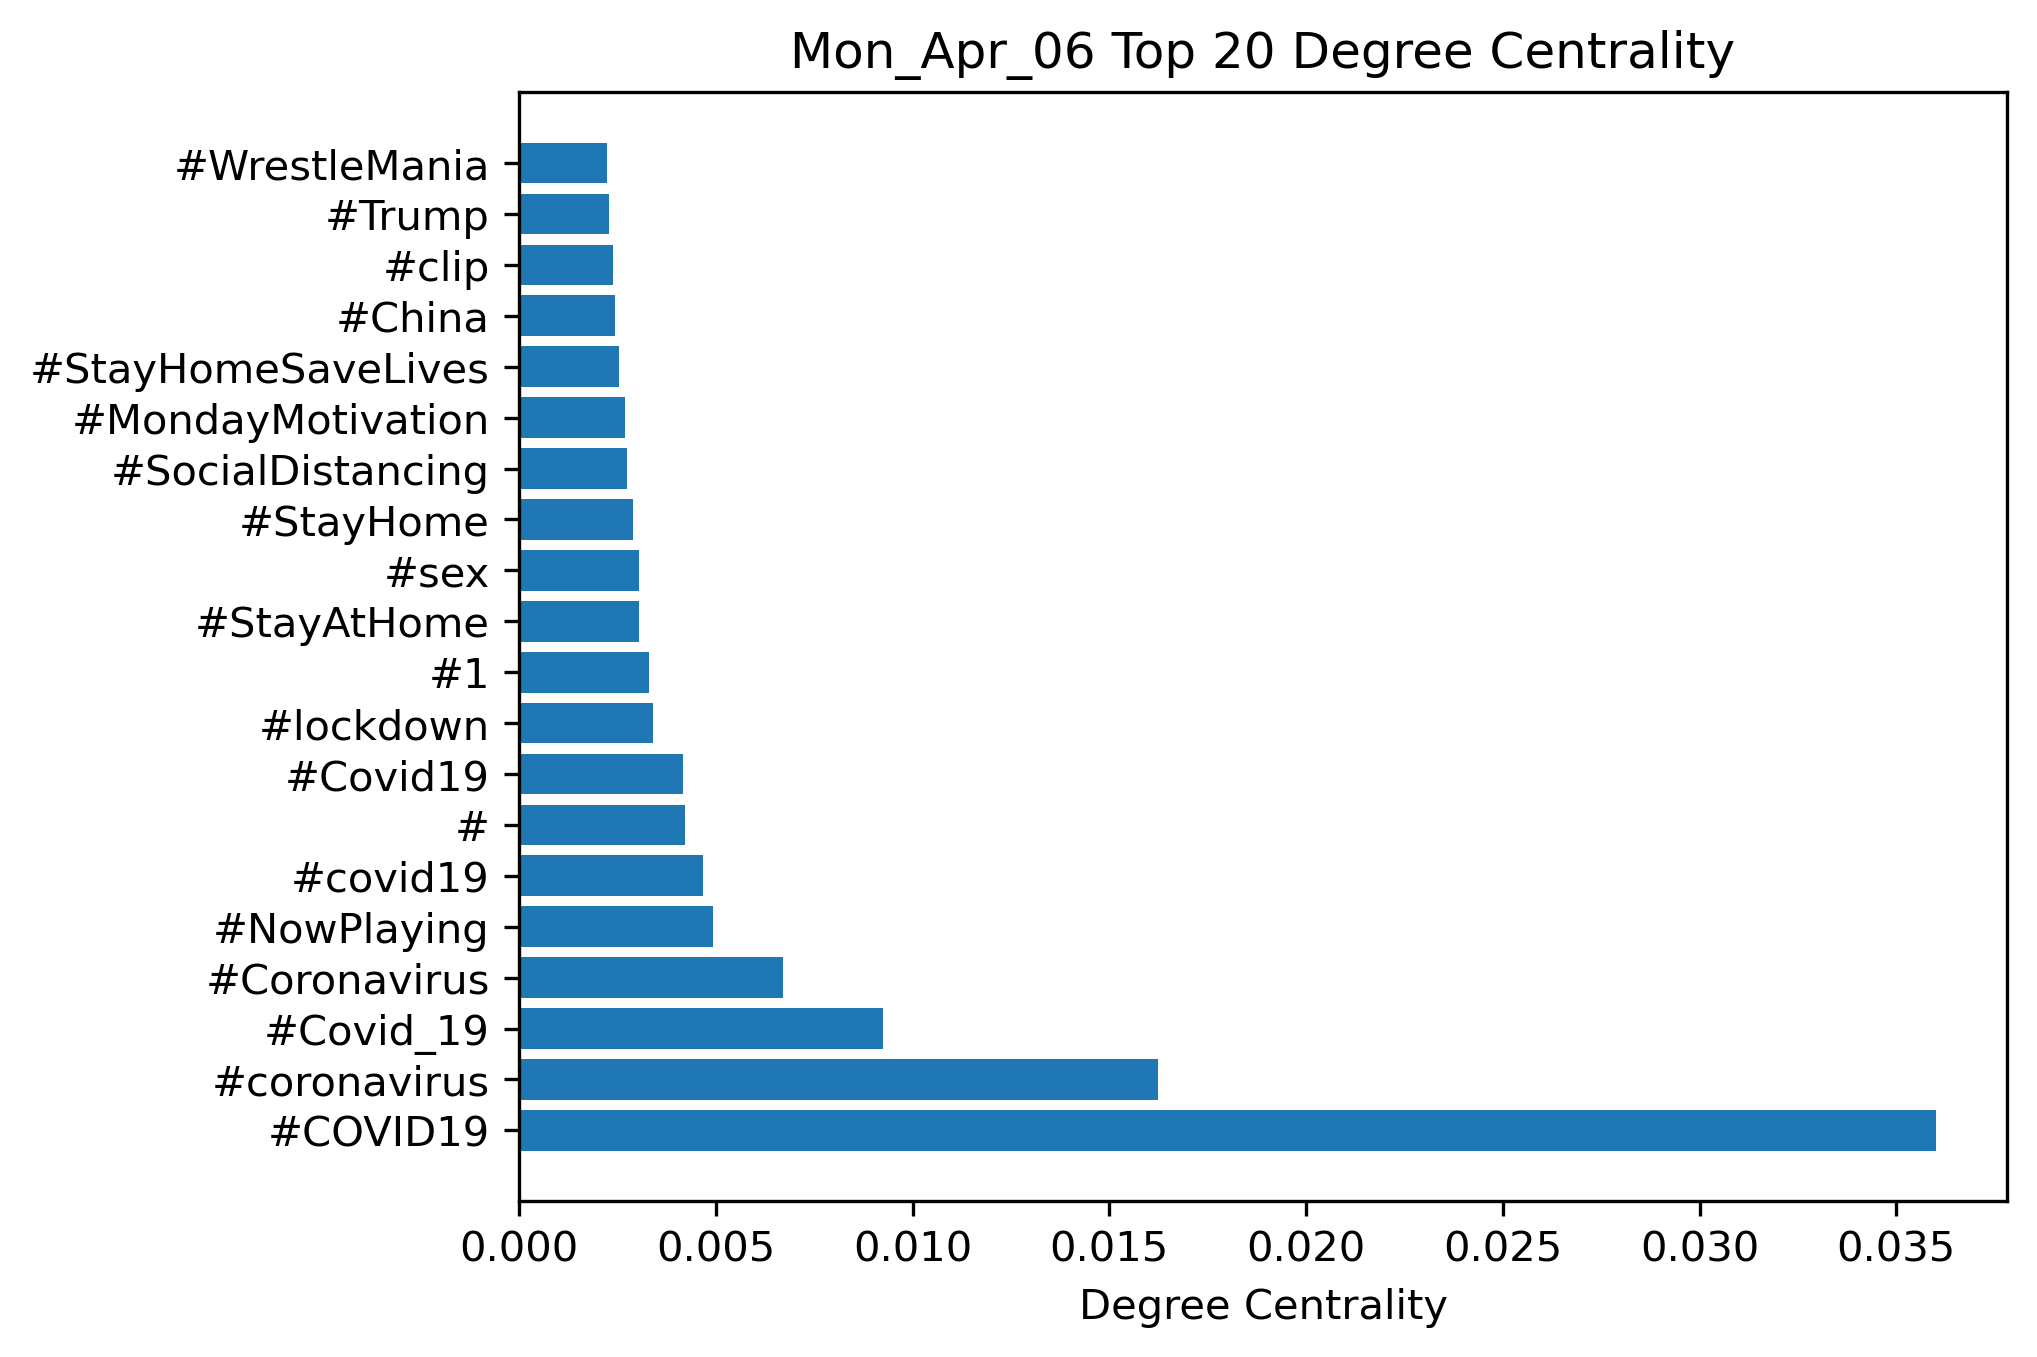 Mon_Apr_06 Top 20 Degree Centrality
#WrestleMania
#Trump
#clip
#China
#StayHomeSaveLives
#MondayMotivation
#SocialDistancing
#StayHome
#sex
#StayAtHome
#1
#lockdown
#Covid19
#
#covid19
#NowPlaying
#Coronavirus
#Covid_19
#coronavirus
#COVID19
0.000 0.005 0.010 0.015 0.020 0.025 0.030 0.035
Degree Centrality